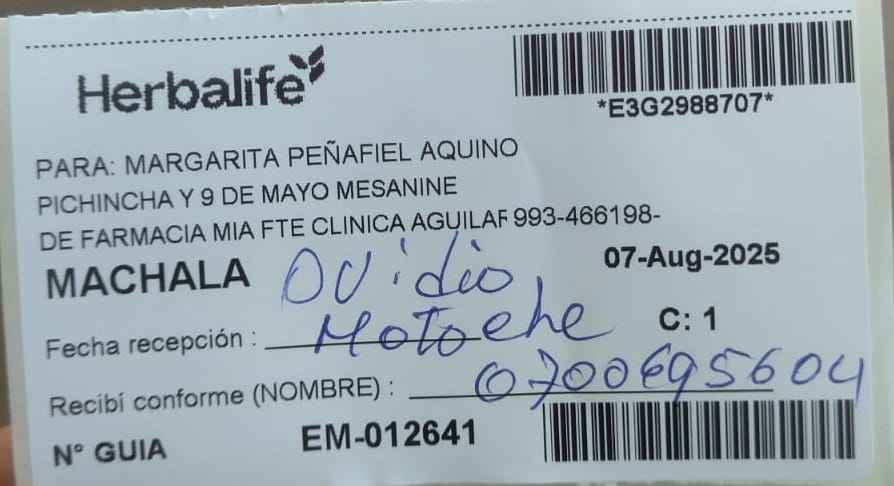 Herbalife
*E3G2988707*
PARA: MARGARITA PEÑAFIEL AQUINO
PICHINCHA Y 9 DE MAYO MESANINE
DE FARMACIA MIA FTE CLINICA AGUILAR 993-466198-
MACHALA
07-Aug-2025
Ovidio
Fecha recepción :
Motoche
C: 1
Recibí conforme (NOMBRE) :
0700695604
N° GUIA
EM-012641